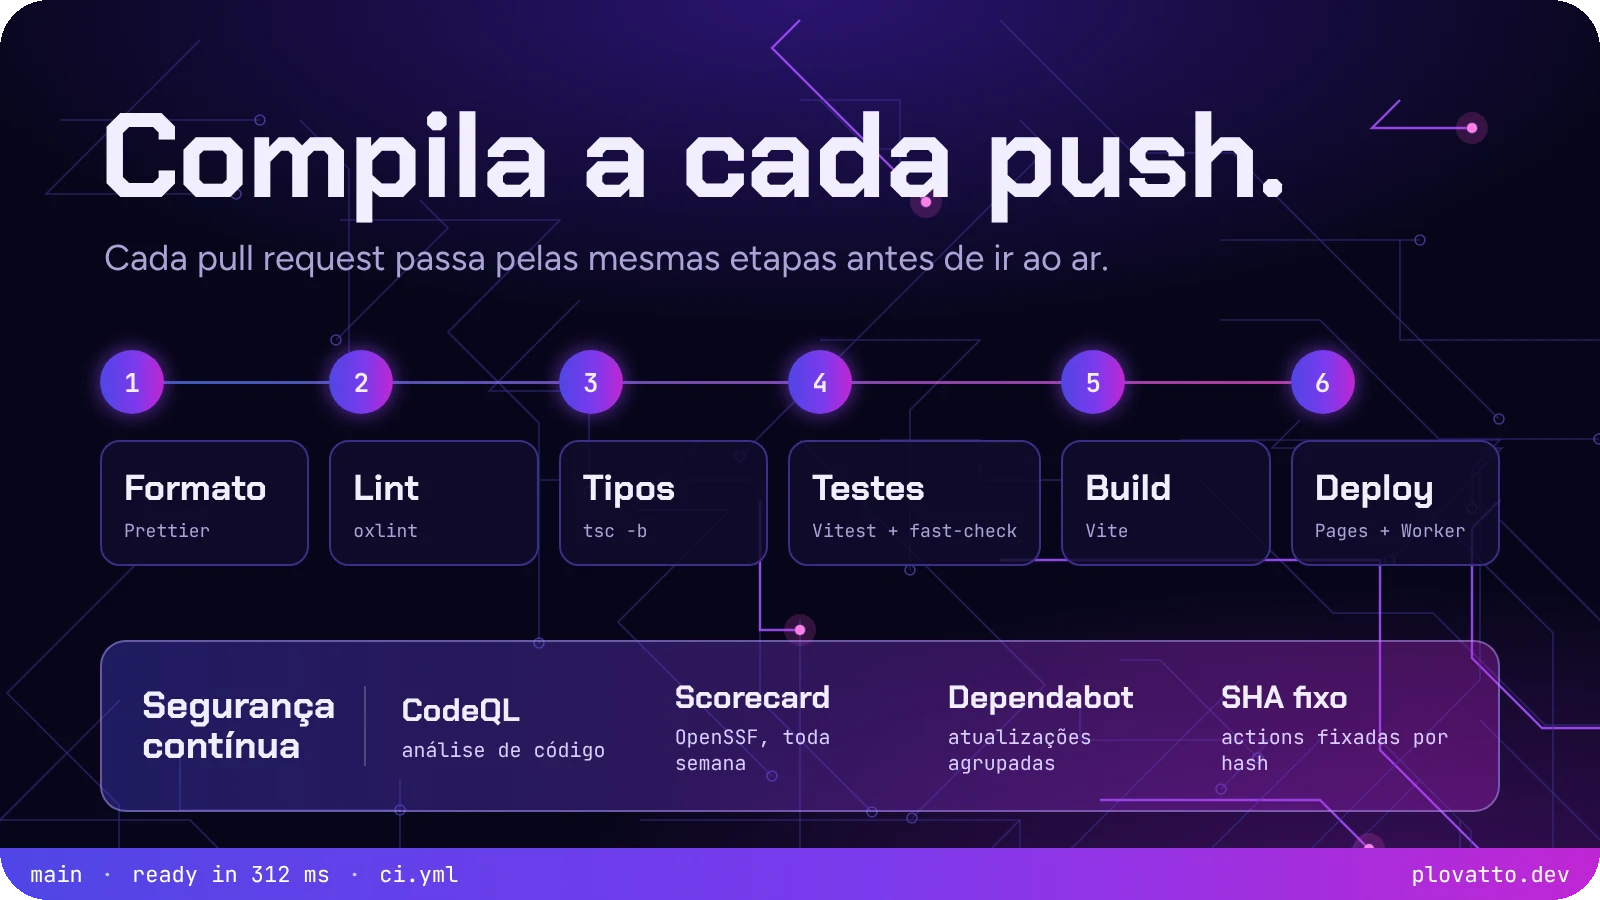 Compila a cada push.
Cada pull request passa pelas mesmas etapas antes de ir ao ar.
1
2
3
4
5
6
Formato
Prettier
Lint
oxlint
Tipos
tsc -b
Testes
Vitest + fast-check
Build
Vite
Deploy
Pages + Worker
Segurança
contínua
CodeQL
análise de código
Scorecard
OpenSSF, toda
semana
Dependabot
atualizações
agrupadas
SHA fixo
actions fixadas por
hash
main · ready in 312 ms · ci.yml
plovatto.dev